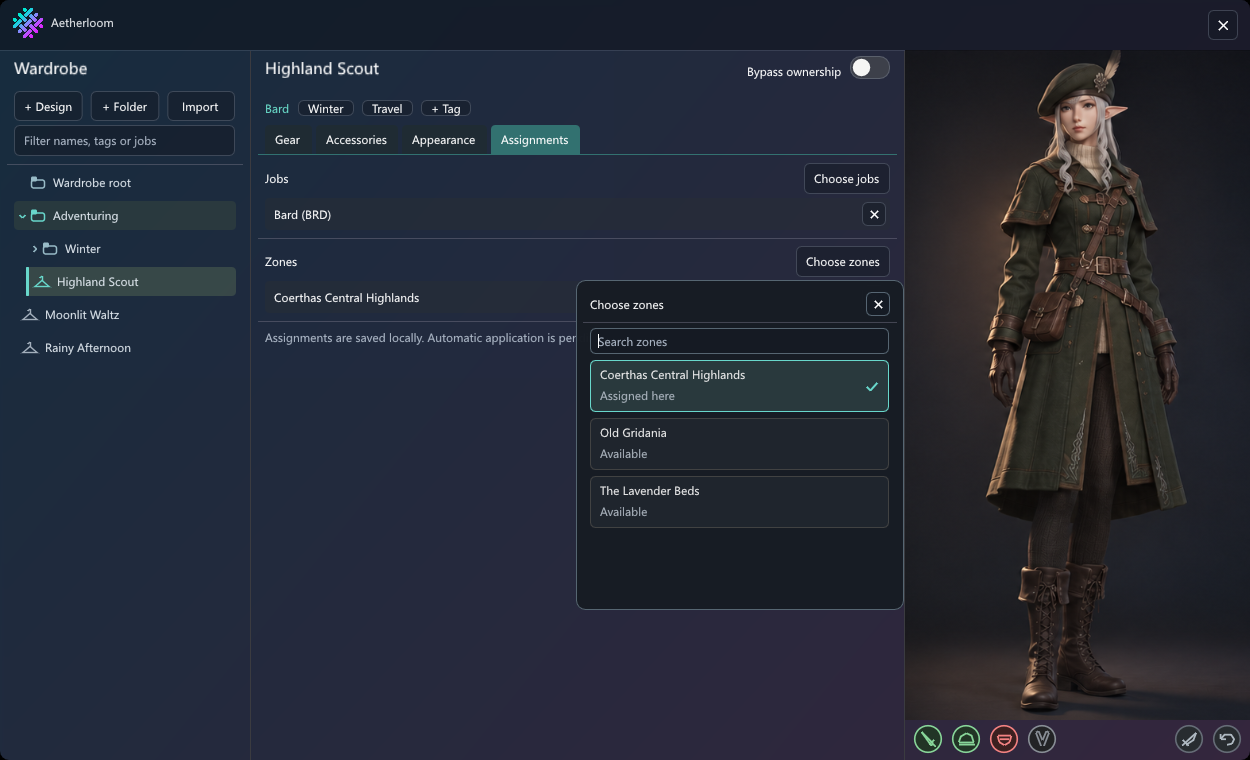 Aetherloom
Wardrobe
+ Design
+ Folder
Import
Filter names, tags or jobs
Wardrobe root
Adventuring
Winter
Highland Scout
Moonlit Waltz
Rainy Afternoon
Highland Scout
Bypass ownership
Bard
Winter
Travel
+ Tag
Gear
Accessories
Appearance
Assignments
Jobs
Choose jobs
Bard (BRD)
Zones
Choose zones
Coerthas Central Highlands
Assignments are saved locally. Automatic application is per
Choose zones
Search zones
Coerthas Central Highlands
Assigned here
Old Gridania
Available
The Lavender Beds
Available